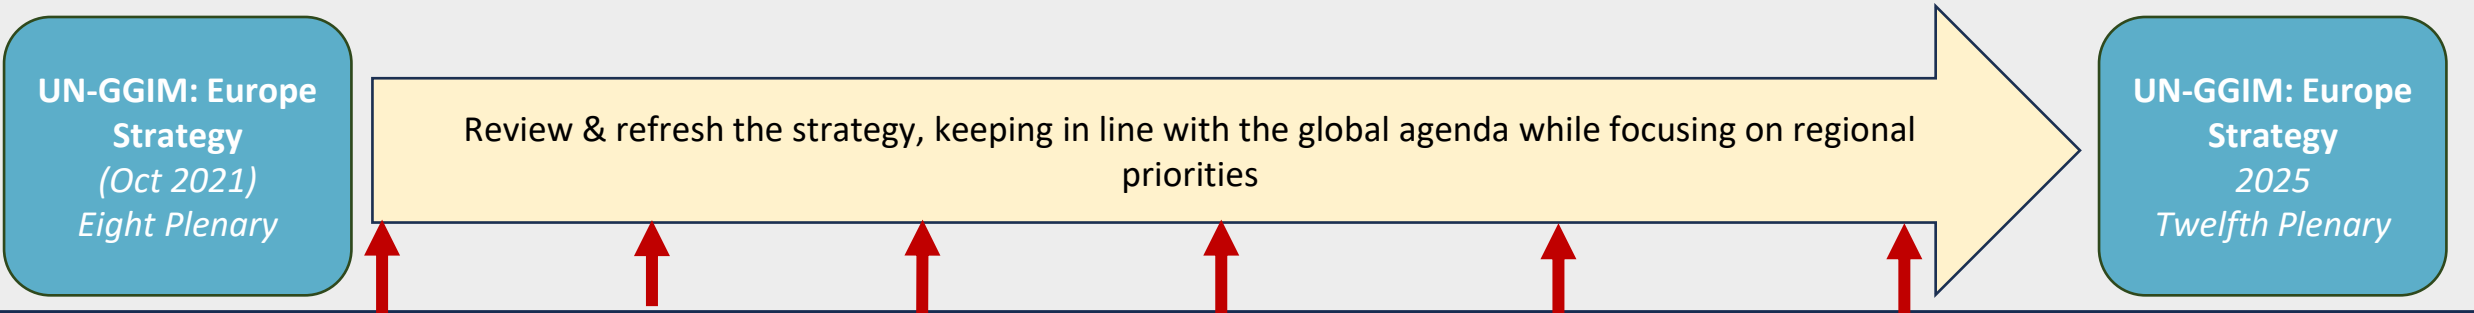 UN-GGIM: Europe
Strategy
(Oct 2021)
Eight Plenary
Review & refresh the strategy, keeping in line with the global agenda while focusing on regional
priorities
UN-GGIM: Europe
Strategy
2025
Twelfth Plenary